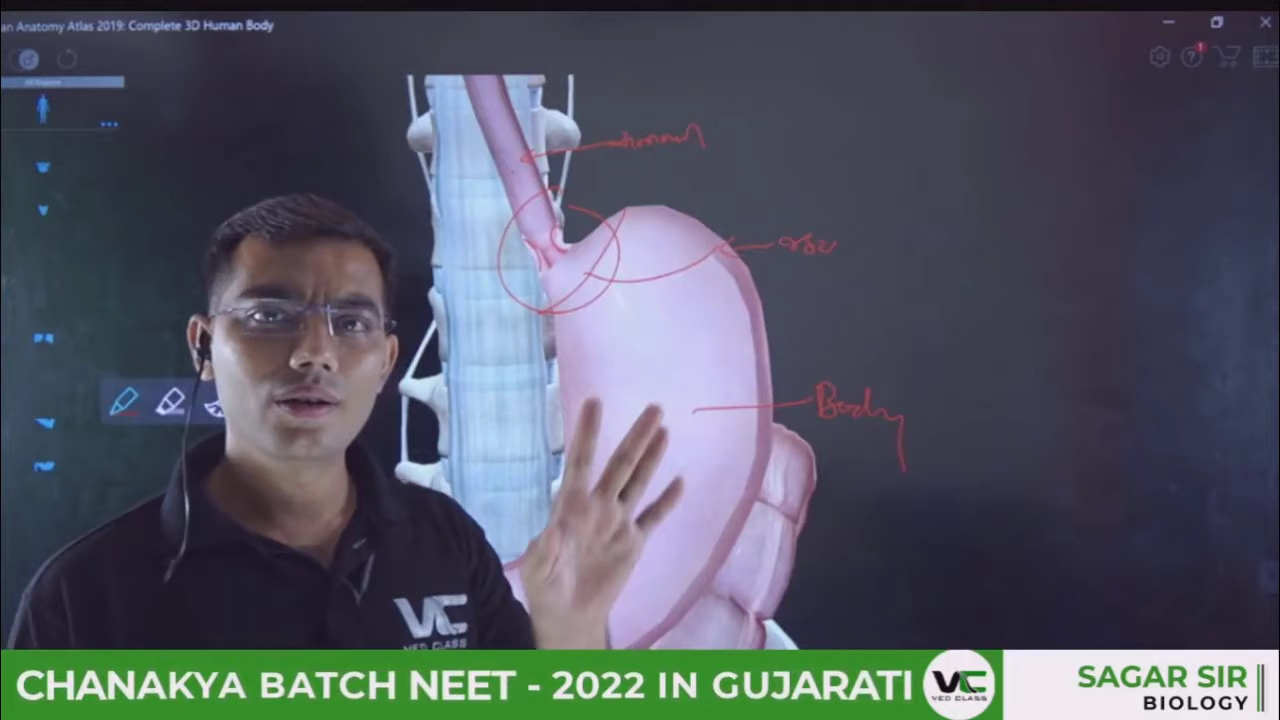 an Anatomy Atlas 2019: Complete 3D Human Body
Body
VC
VED CLASS
CHANAKYA BATCH NEET - 2022 IN GUJARATI
VC
VED CLASS
SAGAR SIR
BIOLOGY